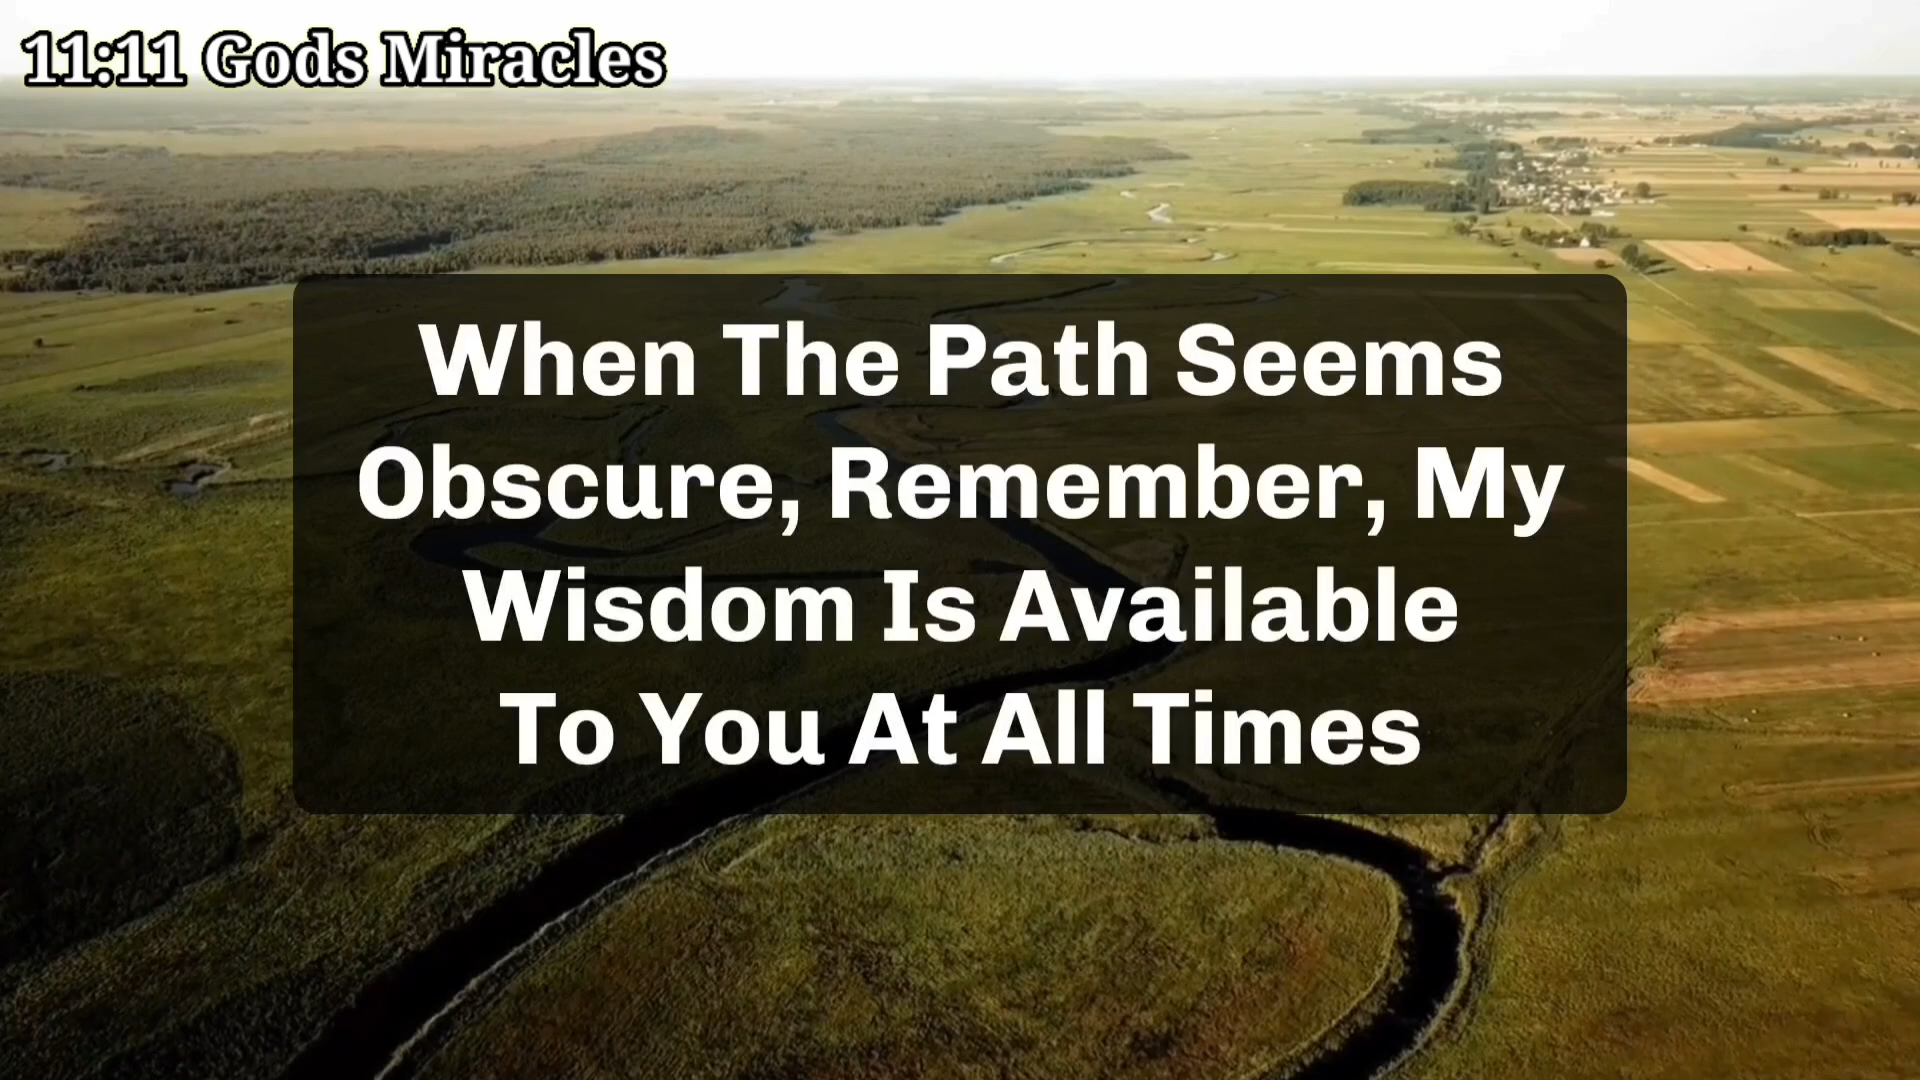 11:11 Gods Miracles
When The Path Seems
Obscure, Remember, My
Wisdom Is Available
To You At All Times